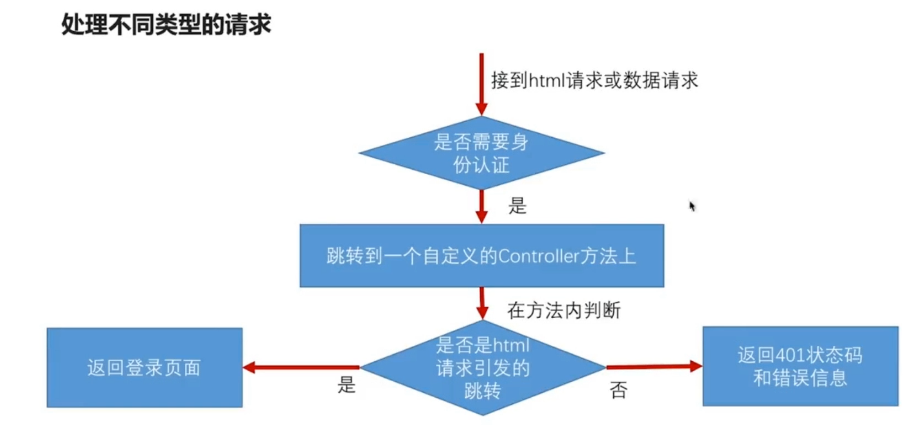 处理不同类型的请求
接到html请求或数据请求
是否需要身
份认证
是
跳转到一个自定义的Controller方法上
在方法内判断
是否是html
请求引发的
跳转
返回登录页面
是
否
返回401状态码
和错误信息